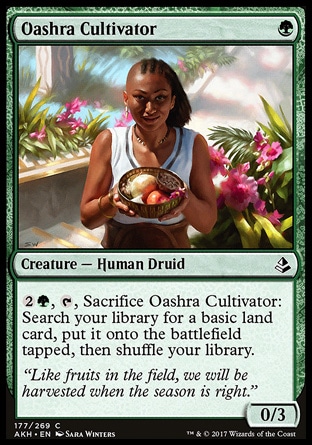 Oashra Cultivator
SW
Creature — Human Druid
2, Sacrifice Oashra Cultivator:
Search your library for a basic land
card, put it onto the battlefield
tapped, then shuffle your library.
“Like fruits in the field, we will be
harvested when the season is right.”
0/3
177/269 C
AKH • EN SARA WINTERS
™ & © 2017 Wizards of the Coast